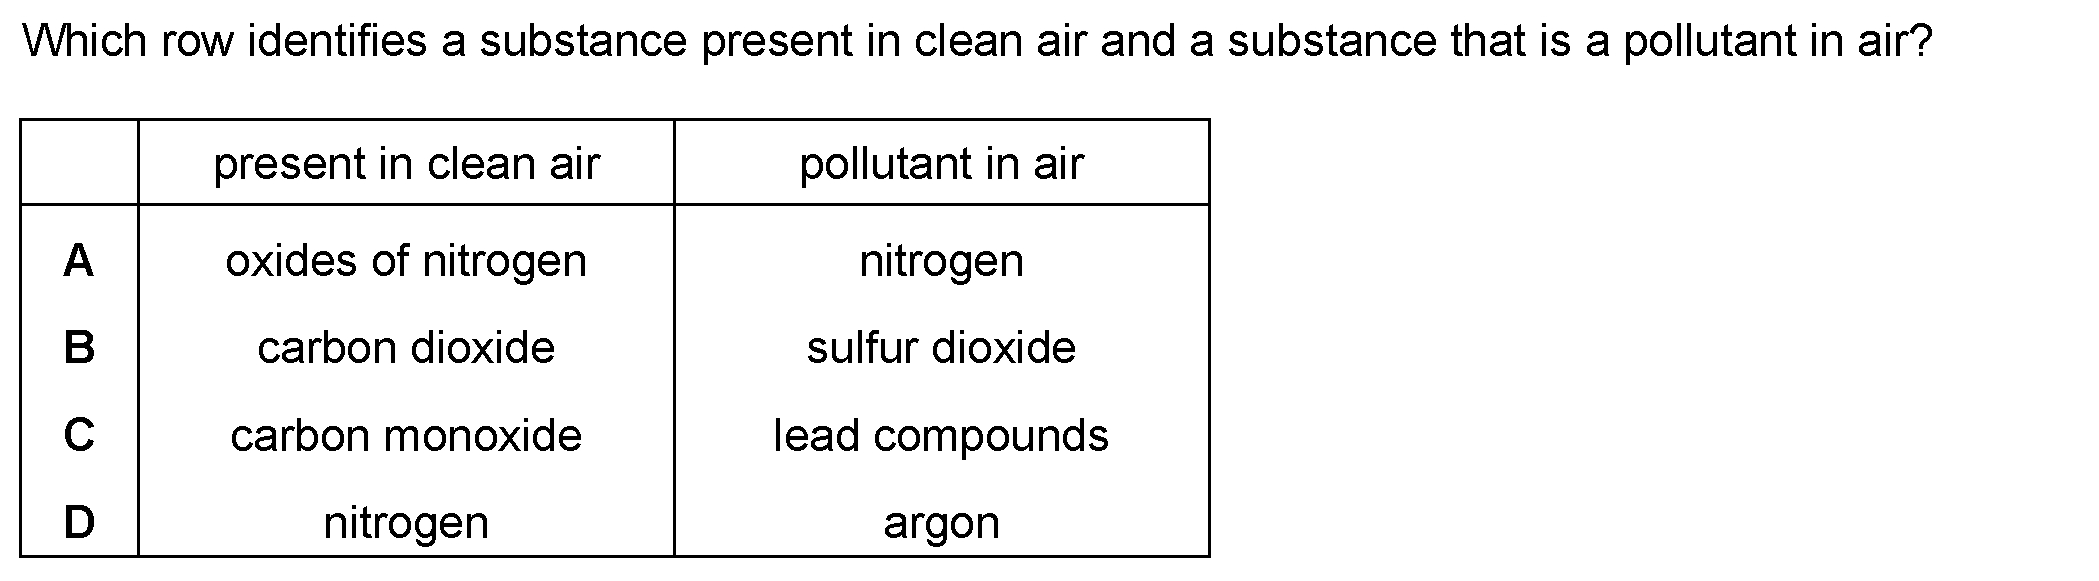 Which row identifies a substance present in clean air and a substance that is a pollutant in air?
present in clean air pollutant in air
A oxides of nitrogen nitrogen
B carbon dioxide sulfur dioxide
C carbon monoxide lead compounds
D nitrogen argon